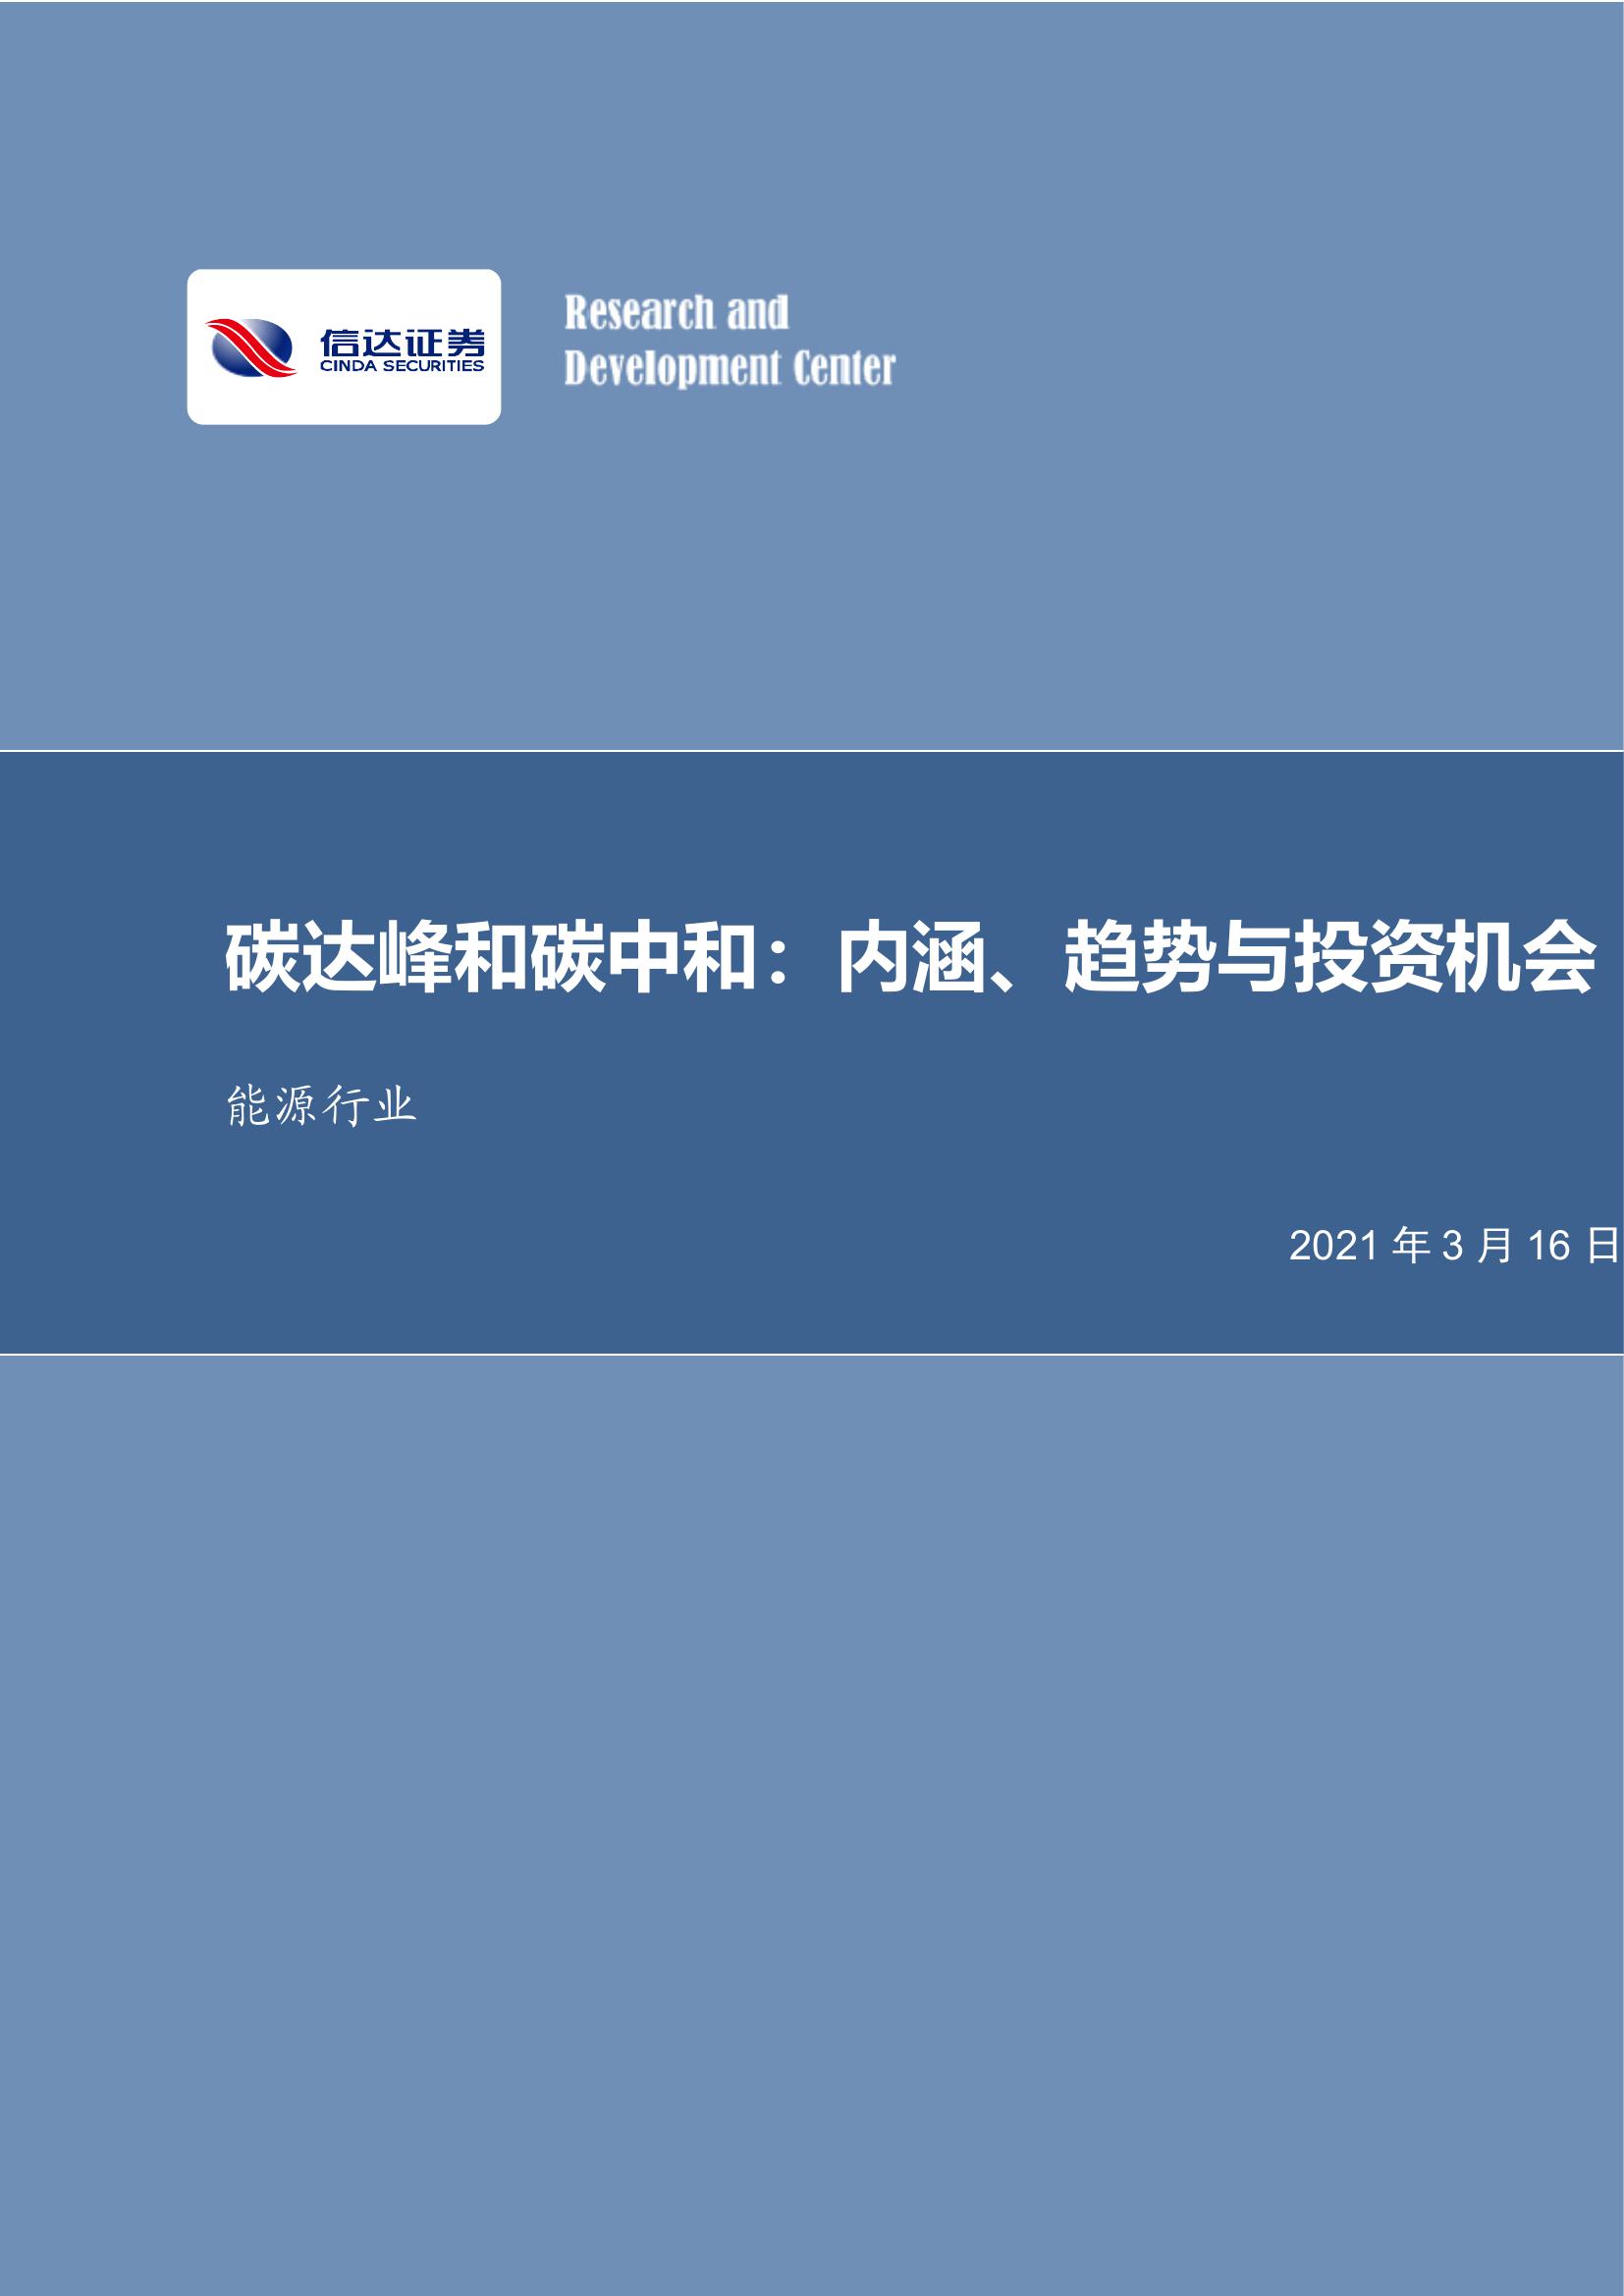 信达证券
CINDA SECURITIES
Research and
Development Center
碳达峰和碳中和：内涵、趋势与投资机会
能源行业
2021 年 3 月 16 日